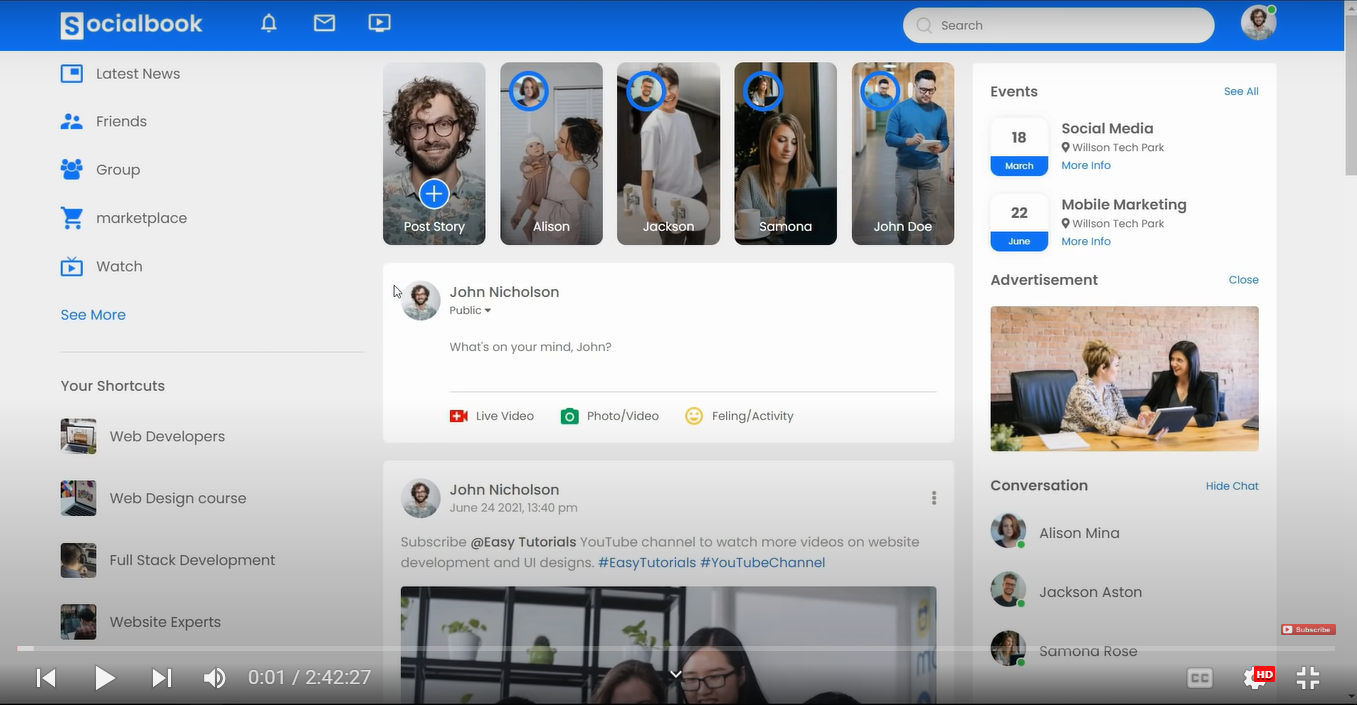 Socialbook
Search
Latest News
Friends
Group
marketplace
Watch
See More
Your Shortcuts
Web Developers
Web Design course
Full Stack Development
Website Experts
Post Story
Alison
Jackson
Samona
John Doe
John Nicholson
Public
What's on your mind, John?
Live Video
Photo/Video
Feling/Activity
John Nicholson
June 24 2021, 13:40 pm
Subscribe @Easy Tutorials YouTube channel to watch more videos on website
development and UI designs. #EasyTutorials #YouTubeChannel
Events
See All
18
March
Social Media
Willson Tech Park
More Info
22
June
Mobile Marketing
Willson Tech Park
More Info
Advertisement
Close
Conversation
Hide Chat
Alison Mina
Jackson Aston
Samona Rose
Subscribe
0:01 / 2:42:27
CC
HD